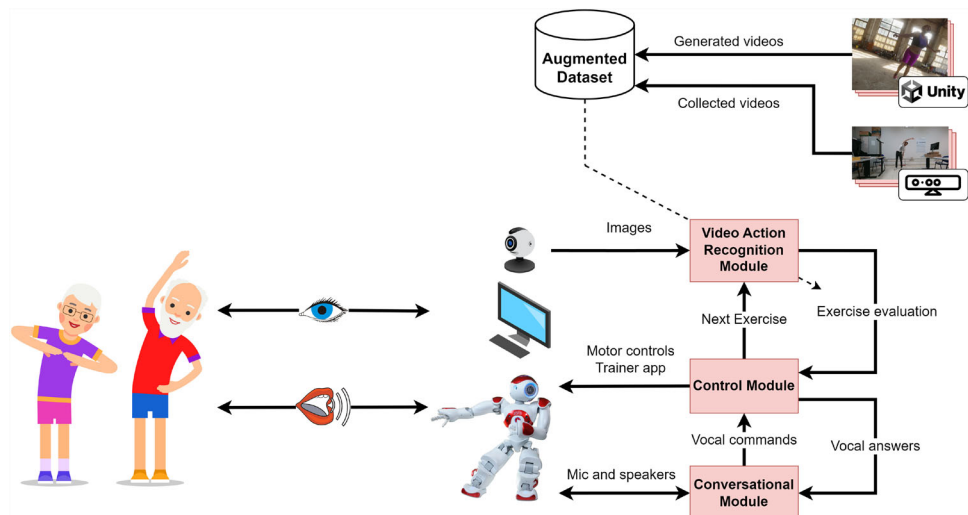 Generated videos
Augmented
Dataset
Unity
Collected videos
Images
Video Action
Recognition
Module
Next Exercise
Exercise evaluation
Motor controls
Trainer app
Control Module
Vocal commands
Vocal answers
Mic and speakers
Conversational
Module